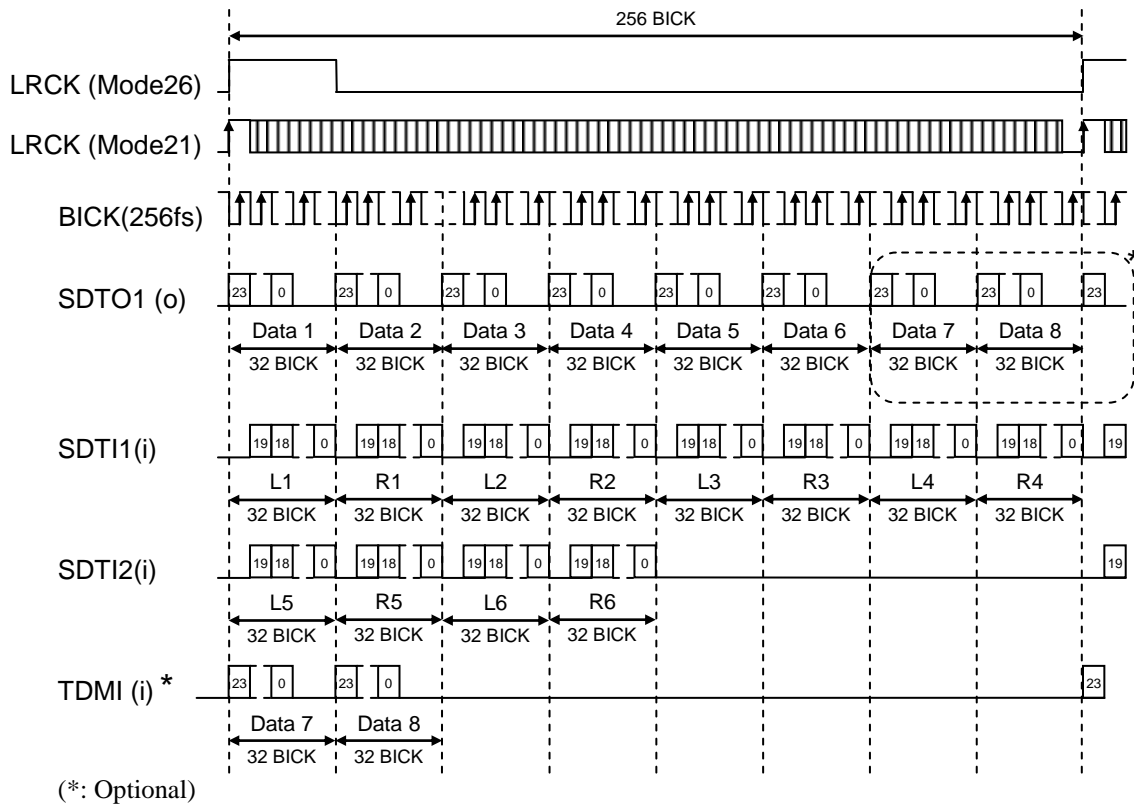 256 BICK
LRCK (Mode26)
LRCK (Mode21)
BICK(256fs)
*
SDTO1 (o)
23 0 23 0 23 0 23 0 23 0 23 0 23 0 23 0 23
Data 1 Data 2 Data 3 Data 4 Data 5 Data 6 Data 7 Data 8
32 BICK 32 BICK 32 BICK 32 BICK 32 BICK 32 BICK 32 BICK 32 BICK
SDTI1(i)
19 18 0 19 18 0 19 18 0 19 18 0 19 18 0 19 18 0 19 18 0 19 18 0 19
L1 R1 L2 R2 L3 R3 L4 R4
32 BICK 32 BICK 32 BICK 32 BICK 32 BICK 32 BICK 32 BICK 32 BICK
SDTI2(i)
19 18 0 19 18 0 19 18 0 19 18 0 19
L5 R5 L6 R6
32 BICK 32 BICK 32 BICK 32 BICK
TDMI (i) *
23 0 23 0 23
Data 7 Data 8
32 BICK 32 BICK
(*: Optional)